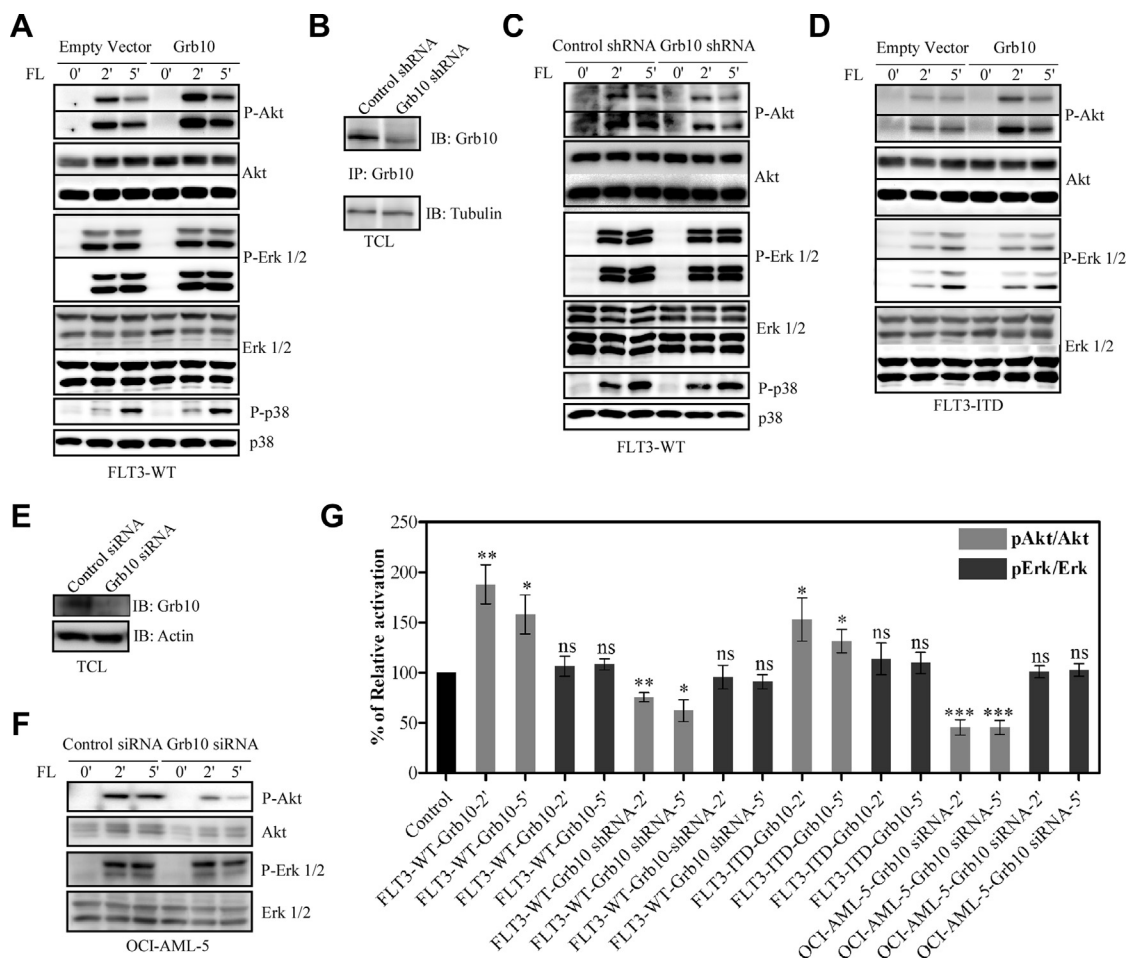 A
Empty Vector Grb10
FL 0' 2' 5' 0' 2' 5'
P-Akt
Akt
P-Erk 1/2
Erk 1/2
P-p38
p38
FLT3-WT
B
Control shRNA
Grb10 shRNA
IB: Grb10
IP: Grb10
IB: Tubulin
TCL
C
Control shRNA Grb10 shRNA
FL 0' 2' 5' 0' 2' 5'
P-Akt
Akt
P-Erk 1/2
Erk 1/2
P-p38
p38
FLT3-WT
D
Empty Vector Grb10
FL 0' 2' 5' 0' 2' 5'
P-Akt
Akt
P-Erk 1/2
Erk 1/2
FLT3-ITD
E
Control siRNA
Grb10 siRNA
IB: Grb10
IB: Actin
TCL
F
Control siRNA Grb10 siRNA
FL 0' 2' 5' 0' 2' 5'
P-Akt
Akt
P-Erk 1/2
Erk 1/2
OCI-AML-5
G
% of Relative activation
250
200
150
100
50
0
pAkt/Akt
pErk/Erk
** * ns ns ** * ns ns * * ns ns *** *** ns ns
Control
FLT3-WT-Grb10-2'
FLT3-WT-Grb10-5'
FLT3-WT-Grb10-2'
FLT3-WT-Grb10-5'
FLT3-WT-Grb10 shRNA-2'
FLT3-WT-Grb10 shRNA-5'
FLT3-WT-Grb10-shRNA-2'
FLT3-WT-Grb10 shRNA-5'
FLT3-ITD-Grb10-2'
FLT3-ITD-Grb10-5'
FLT3-ITD-Grb10-2'
FLT3-ITD-Grb10-5'
OCI-AML-5-Grb10 siRNA-2'
OCI-AML-5-Grb10 siRNA-5'
OCI-AML-5-Grb10 siRNA-2'
OCI-AML-5-Grb10 siRNA-5'